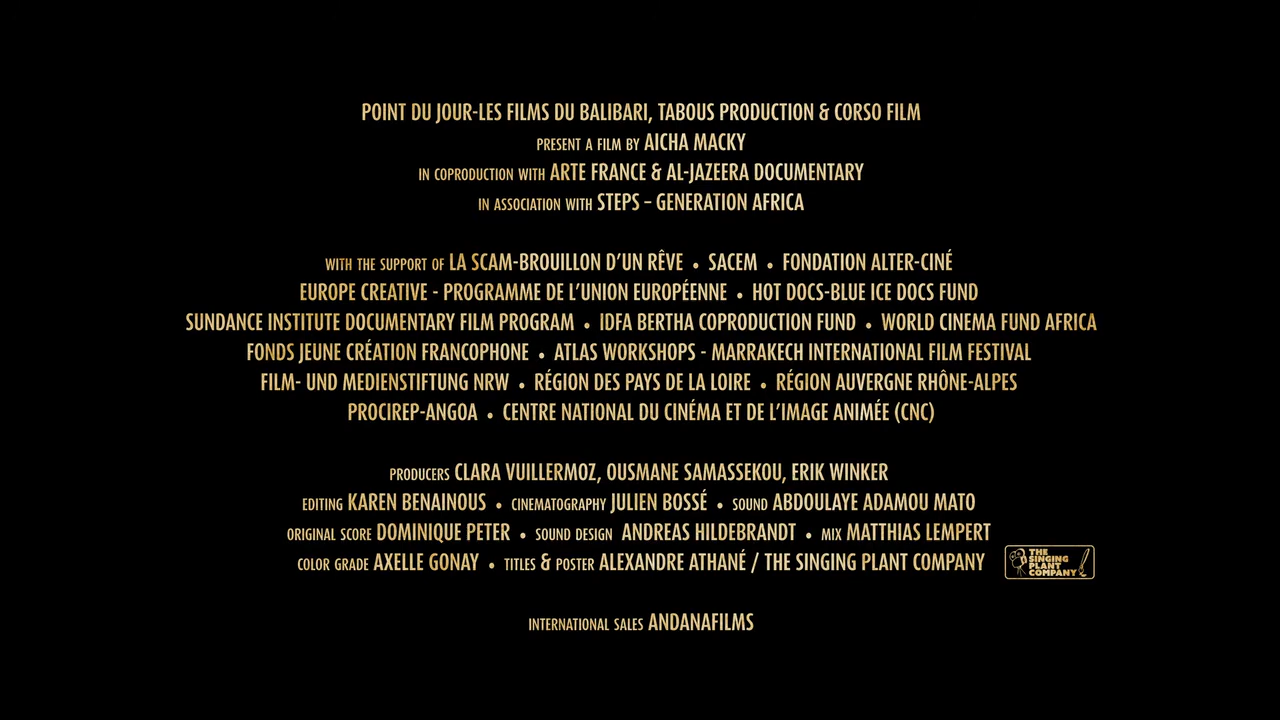 POINT DU JOUR-LES FILMS DU BALIBARI, TABOUS PRODUCTION & CORSO FILM
PRESENT A FILM BY AICHA MACKY
IN COPRODUCTION WITH ARTE FRANCE & AL-JAZEERA DOCUMENTARY
IN ASSOCIATION WITH STEPS – GENERATION AFRICA
WITH THE SUPPORT OF LA SCAM-BROUILLON D'UN RÊVE • SACEM • FONDATION ALTER-CINÉ
EUROPE CREATIVE - PROGRAMME DE L'UNION EUROPÉENNE • HOT DOCS-BLUE ICE DOCS FUND
SUNDANCE INSTITUTE DOCUMENTARY FILM PROGRAM • IDFA BERTHA COPRODUCTION FUND • WORLD CINEMA FUND AFRICA
FONDS JEUNE CRÉATION FRANCOPHONE • ATLAS WORKSHOPS - MARRAKECH INTERNATIONAL FILM FESTIVAL
FILM- UND MEDIENSTIFTUNG NRW • RÉGION DES PAYS DE LA LOIRE • RÉGION AUVERGNE RHÔNE-ALPES
PROCIREP-ANGOA • CENTRE NATIONAL DU CINÉMA ET DE L'IMAGE ANIMÉE (CNC)
PRODUCERS CLARA VUILLERMOZ, OUSMANE SAMASSEKOU, ERIK WINKER
EDITING KAREN BENAINOUS • CINEMATOGRAPHY JULIEN BOSSÉ • SOUND ABDOULAYE ADAMOU MATO
ORIGINAL SCORE DOMINIQUE PETER • SOUND DESIGN ANDREAS HILDEBRANDT • MIX MATTHIAS LEMPERT
COLOR GRADE AXELLE GONAY • TITLES & POSTER ALEXANDRE ATHANÉ / THE SINGING PLANT COMPANY
THE
SINGING
PLANT
COMPANY
INTERNATIONAL SALES ANDANAFILMS